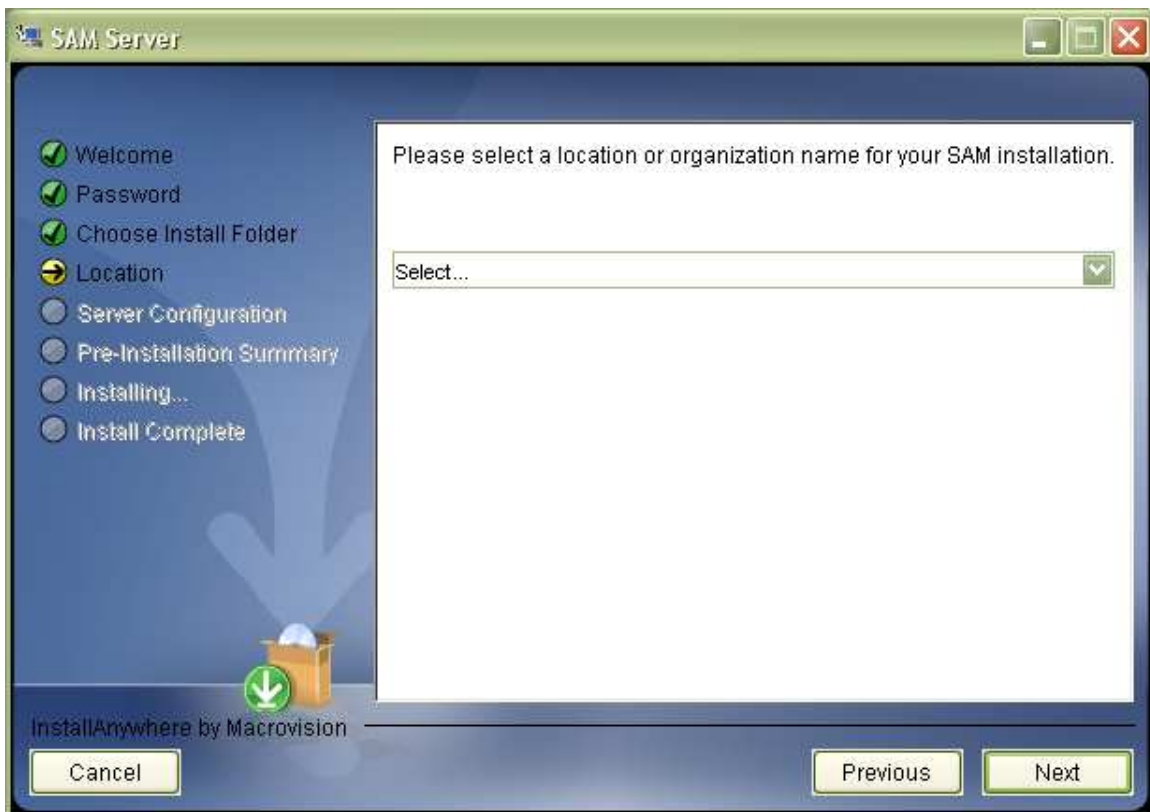 SAM Server
Welcome
Password
Choose Install Folder
Location
Server Configuration
Pre-Installation Summary
Installing...
Install Complete
Please select a location or organization name for your SAM installation.
Select...
InstallAnywhere by Macrovision
Cancel
Previous
Next